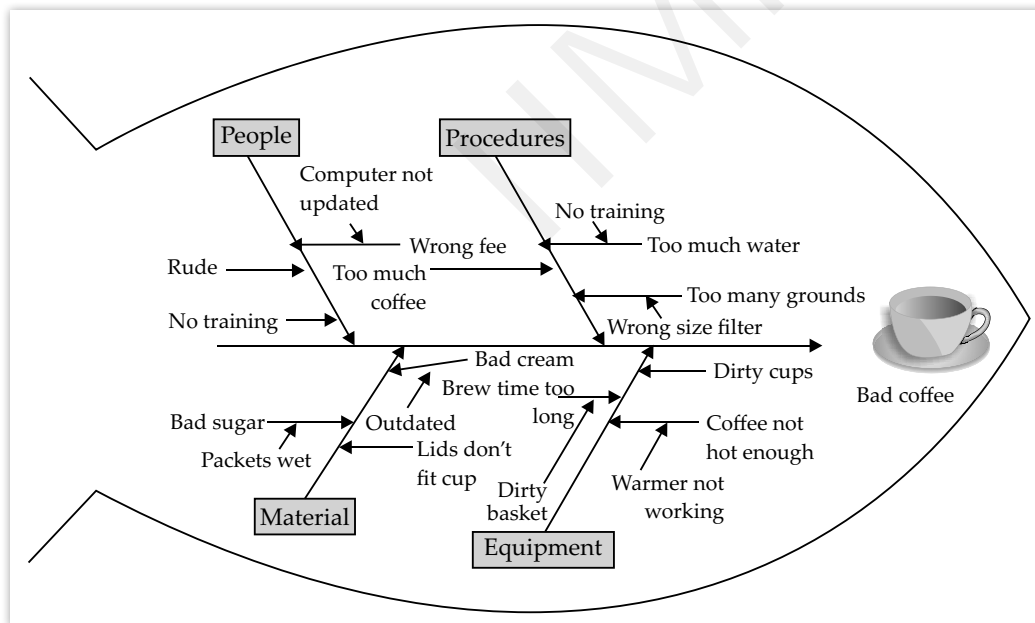 IIM
People
Procedures
Computer not
updated
No training
Wrong fee
Too much water
Rude
Too much
coffee
Too many grounds
No training
Wrong size filter
Bad cream
Brew time too
long
Dirty cups
Bad coffee
Bad sugar
Outdated
Coffee not
hot enough
Packets wet
Lids don't
fit cup
Warmer not
working
Dirty
basket
Material
Equipment